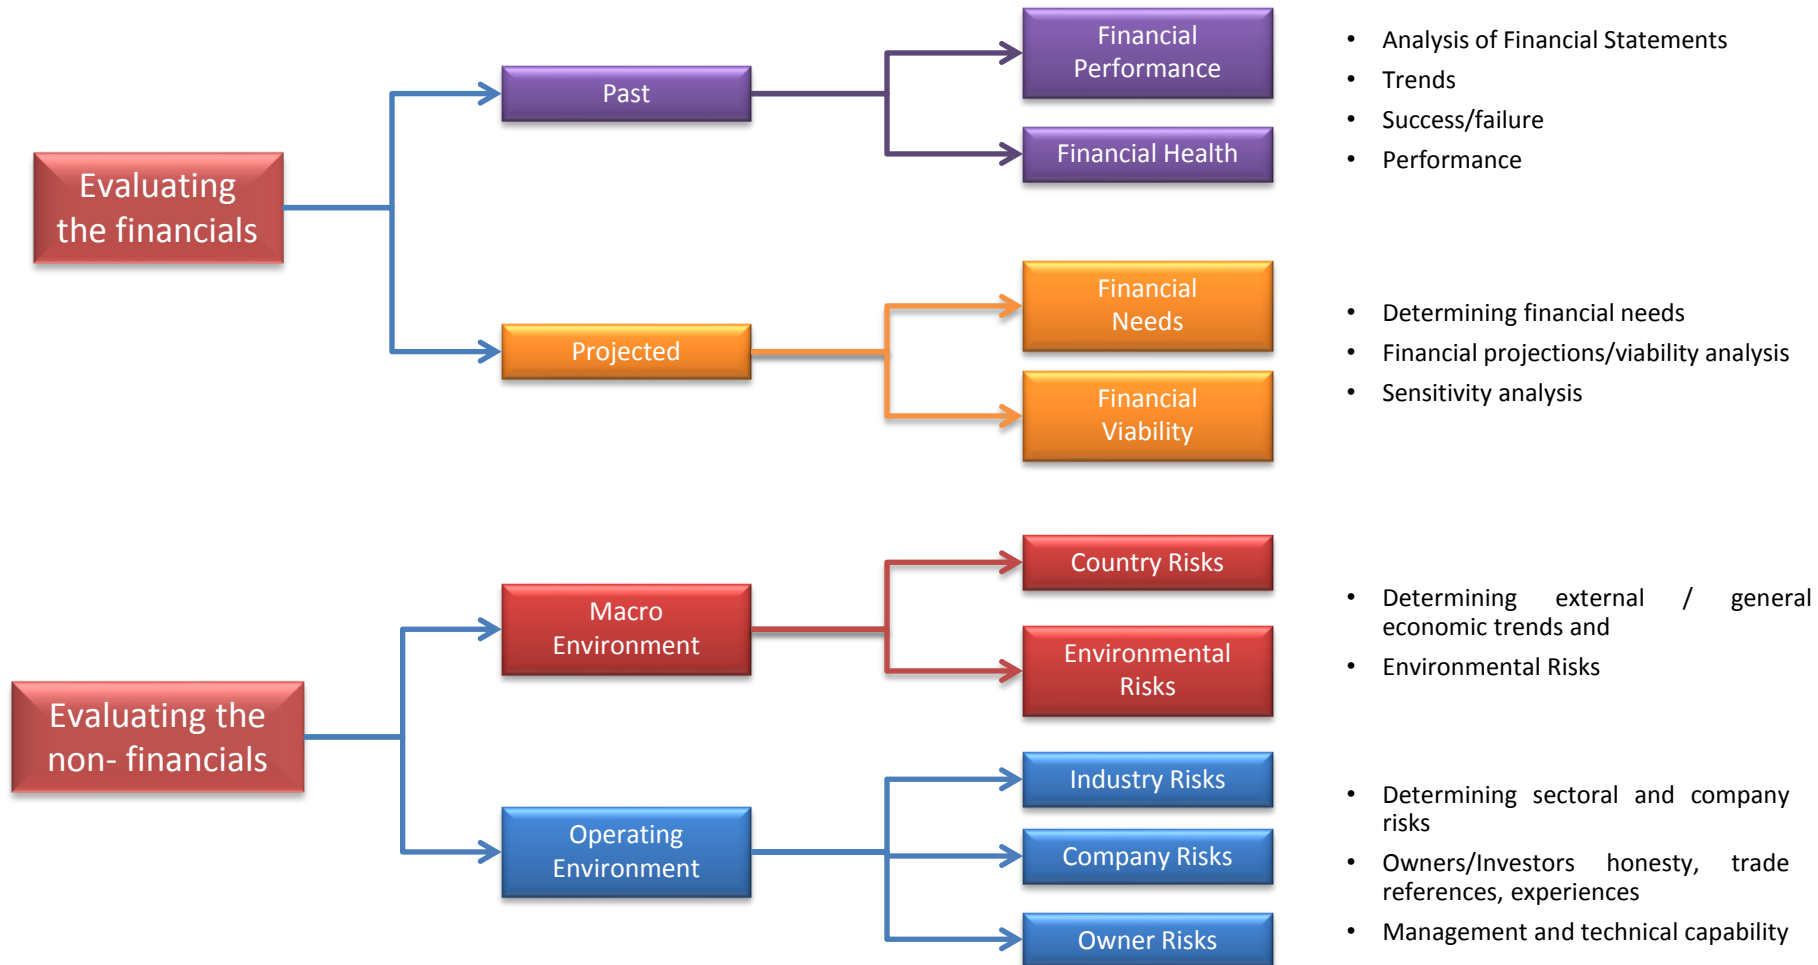 Evaluating
the financials
Past
Financial
Performance
Financial Health
• Analysis of Financial Statements
• Trends
• Success/failure
• Performance
Projected
Financial
Needs
Financial
Viability
• Determining financial needs
• Financial projections/viability analysis
• Sensitivity analysis
Evaluating the
non- financials
Macro
Environment
Country Risks
Environmental
Risks
• Determining external / general
economic trends and
• Environmental Risks
Operating
Environment
Industry Risks
Company Risks
Owner Risks
• Determining sectoral and company
risks
• Owners/Investors honesty, trade
references, experiences
• Management and technical capability